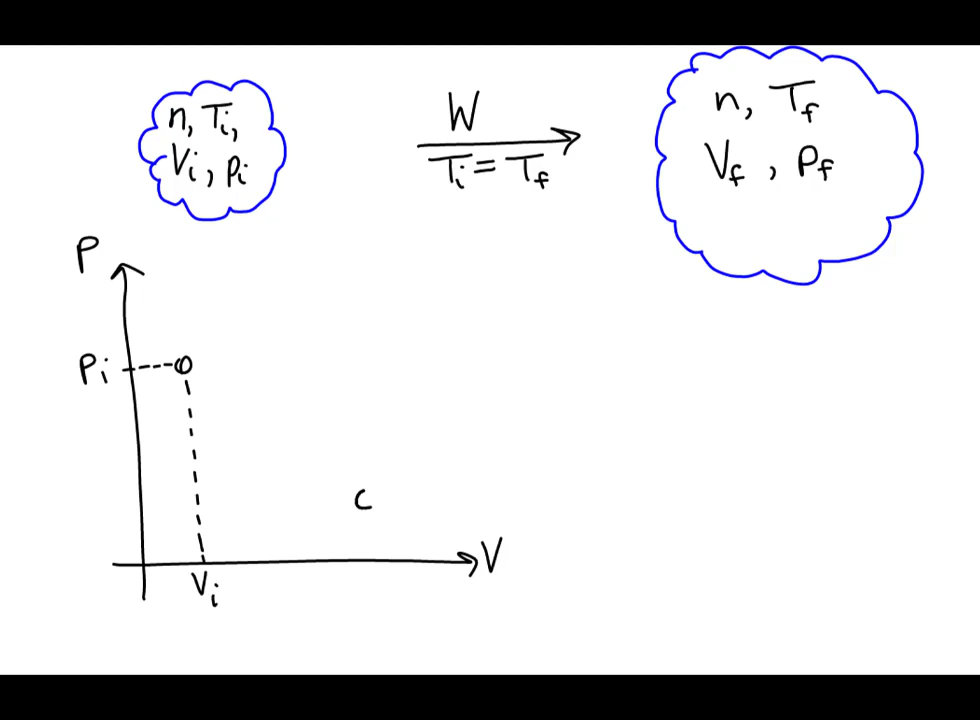 n, Ti,
Vi, pi
W
Ti = Tf
n, Tf
Vf, pf
P
pi
c
V
Vi